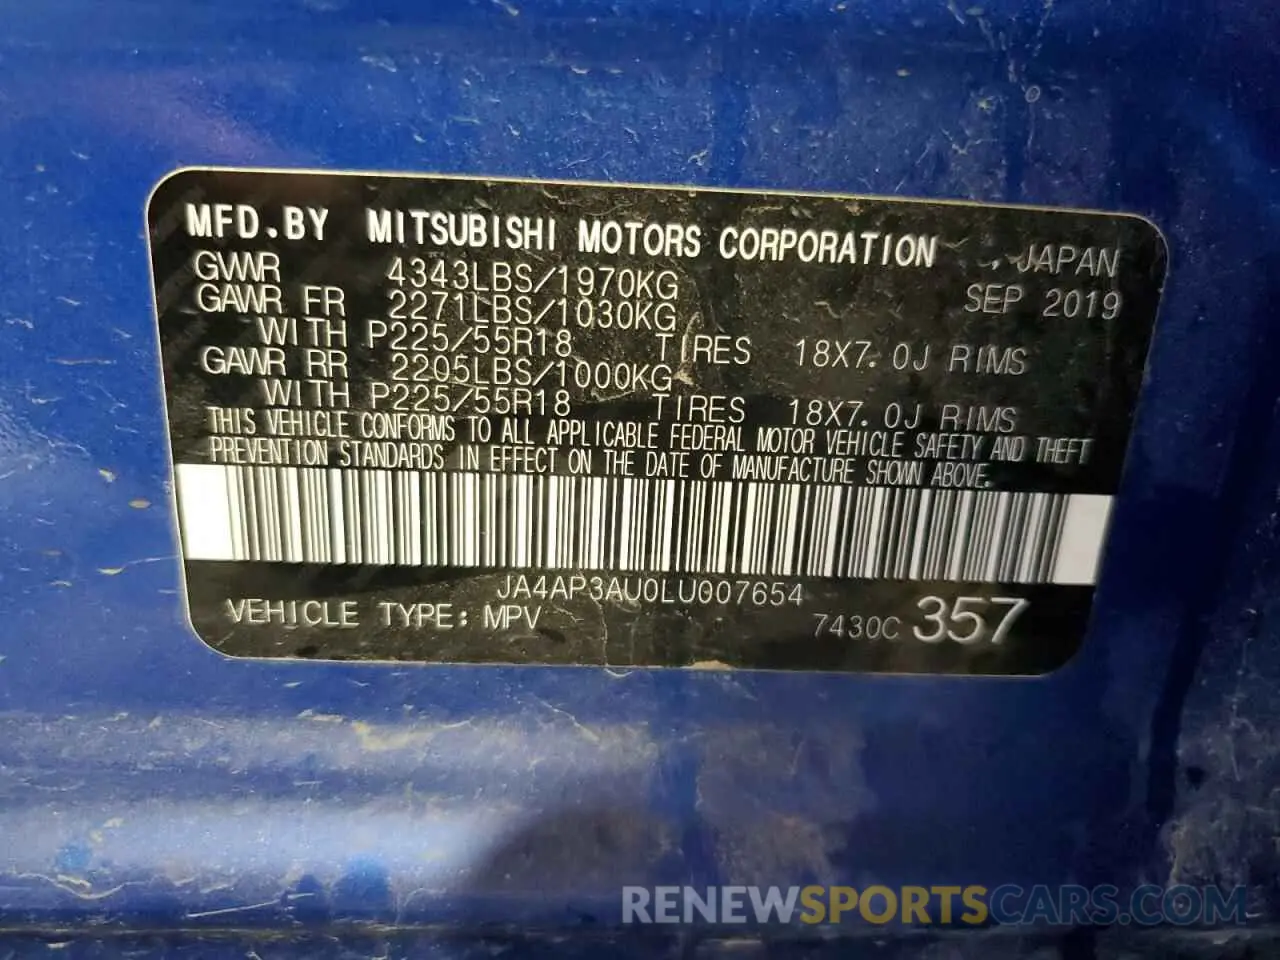 MFD.BY MITSUBISHI MOTORS CORPORATION , JAPAN
GVWR 4343LBS/1970KG SEP 2019
GAWR FR 2271LBS/1030KG
WITH P225/55R18 TIRES 18X7.0J RIMS
GAWR RR 2205LBS/1000KG
WITH P225/55R18 TIRES 18X7.0J RIMS
THIS VEHICLE CONFORMS TO ALL APPLICABLE FEDERAL MOTOR VEHICLE SAFETY AND THEFT
PREVENTION STANDARDS IN EFFECT ON THE DATE OF MANUFACTURE SHOWN ABOVE.
JA4AP3AU0LU007654
VEHICLE TYPE: MPV 7430C 357
RENEWSPORTSCARS.COM